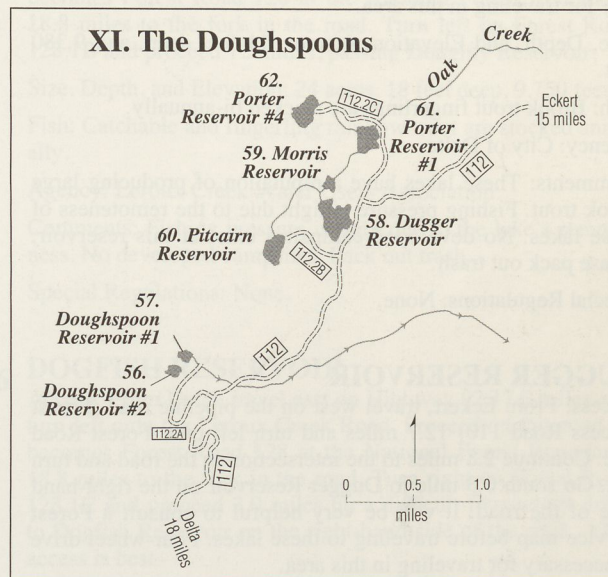 XI. The Doughspoons
Creek
Oak
62.
Porter
Reservoir #4
112.2C
61.
Porter
Reservoir
#1
Eckert
15 miles
59. Morris
Reservoir
112
58. Dugger
Reservoir
60. Pitcairn
Reservoir
112.2B
57.
Doughspoon
Reservoir #1
112
56.
Doughspoon
Reservoir #2
112.2A
112
Delta
18 miles
0 0.5 1.0
miles